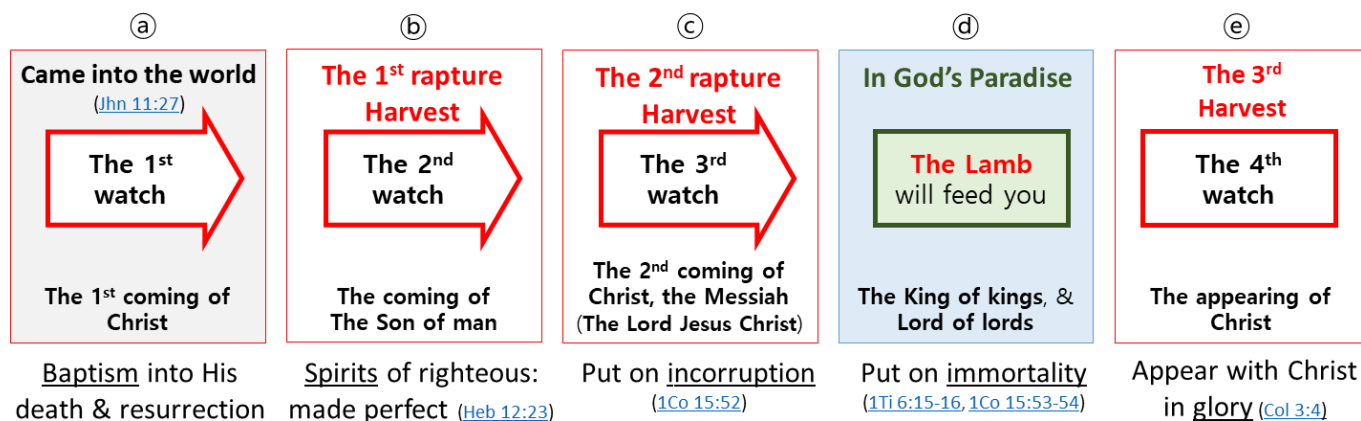 ⓐ
Came into the world
(Jhn 11:27)
The 1st
watch
The 1st coming of
Christ
Baptism into His
death & resurrection
ⓑ
The 1st rapture
Harvest
The 2nd
watch
The coming of
The Son of man
Spirits of righteous:
made perfect (Heb 12:23)
ⓒ
The 2nd rapture
Harvest
The 3rd
watch
The 2nd coming of
Christ, the Messiah
(The Lord Jesus Christ)
Put on incorruption
(1Co 15:52)
ⓓ
In God's Paradise
The Lamb
will feed you
The King of kings, &
Lord of lords
Put on immortality
(1Ti 6:15-16, 1Co 15:53-54)
ⓔ
The 3rd
Harvest
The 4th
watch
The appearing of
Christ
Appear with Christ
in glory (Col 3:4)